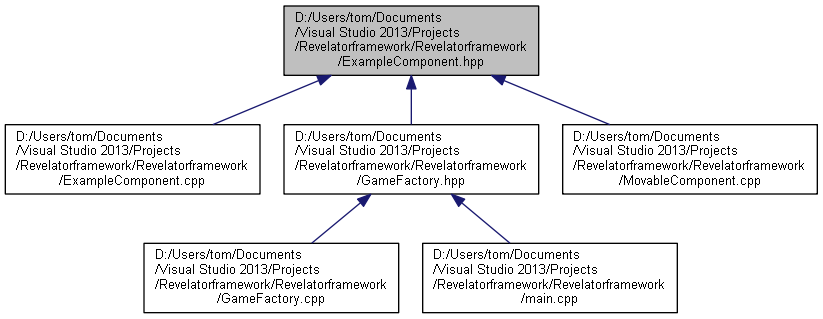 D:/Users/tom/Documents
/Visual Studio 2013/Projects
/Revelatorframework/Revelatorframework
/ExampleComponent.hpp
D:/Users/tom/Documents
/Visual Studio 2013/Projects
/Revelatorframework/Revelatorframework
/ExampleComponent.cpp
D:/Users/tom/Documents
/Visual Studio 2013/Projects
/Revelatorframework/Revelatorframework
/GameFactory.hpp
D:/Users/tom/Documents
/Visual Studio 2013/Projects
/Revelatorframework/Revelatorframework
/MovableComponent.cpp
D:/Users/tom/Documents
/Visual Studio 2013/Projects
/Revelatorframework/Revelatorframework
/GameFactory.cpp
D:/Users/tom/Documents
/Visual Studio 2013/Projects
/Revelatorframework/Revelatorframework
/main.cpp